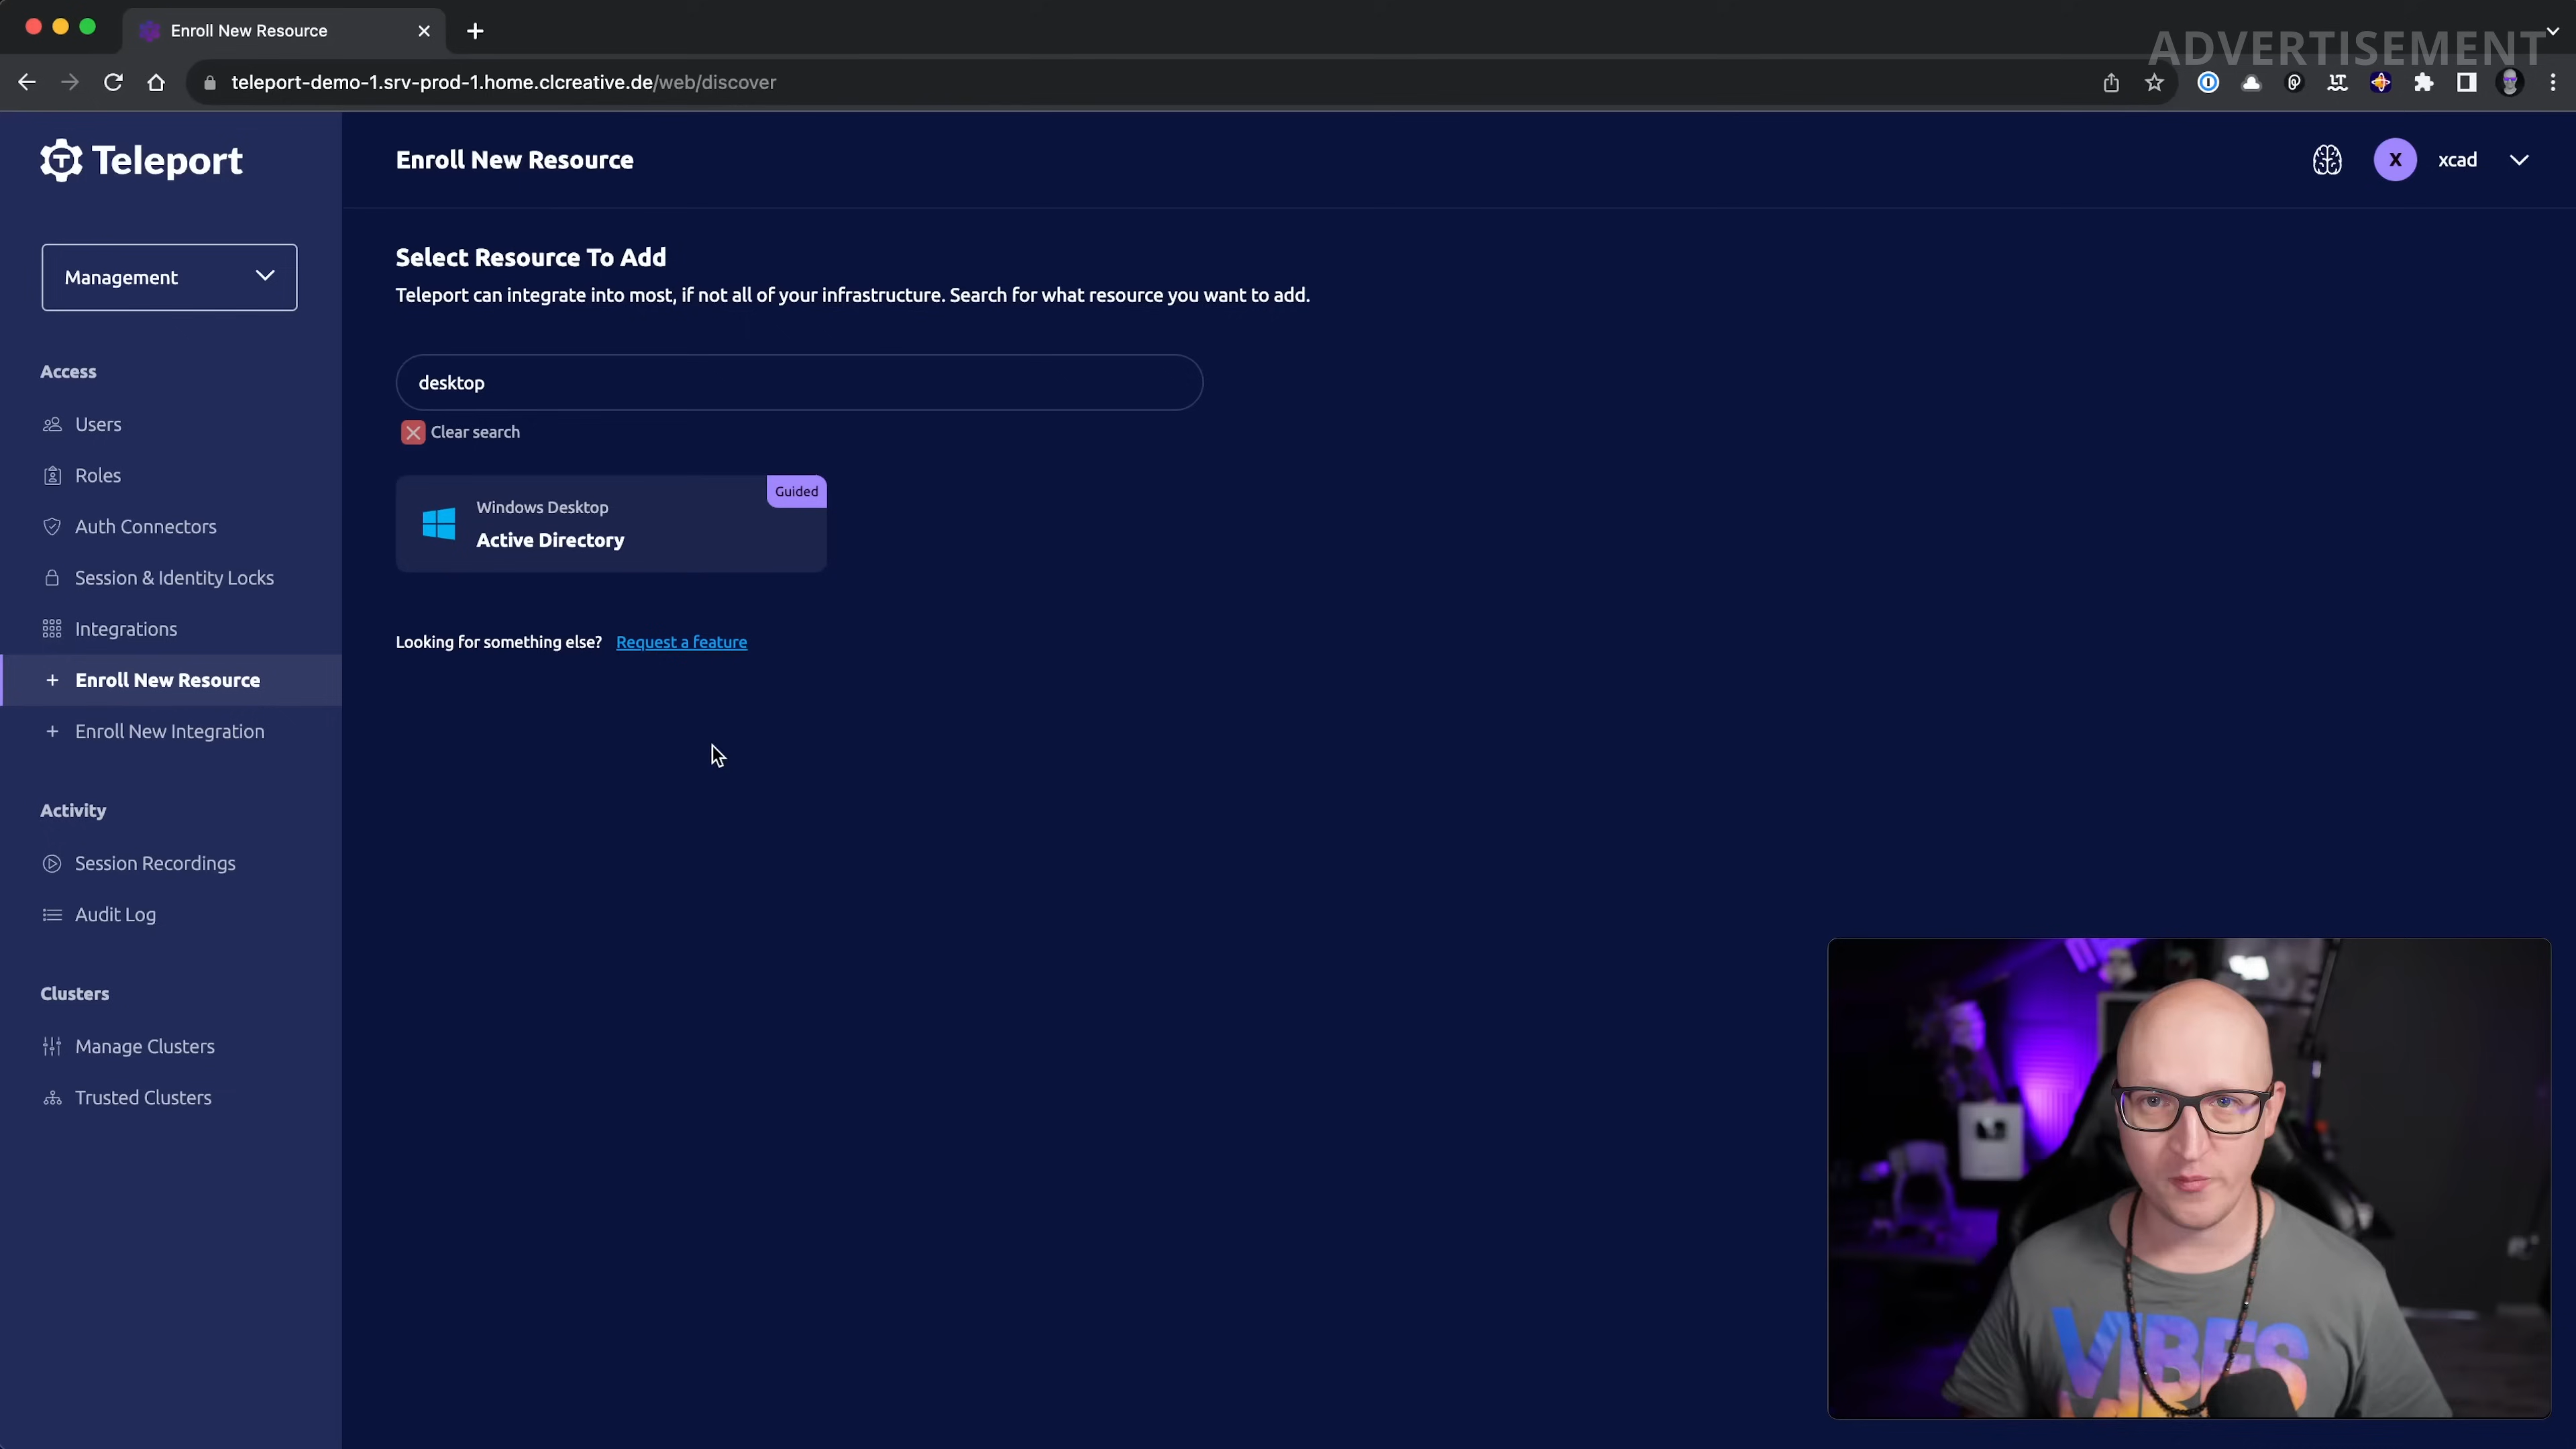 Enroll New Resource
ADVERTISEMENT
teleport-demo-1.srv-prod-1.home.clcreative.de/web/discover
Teleport
Enroll New Resource
X
xcad
Management
Select Resource To Add
Teleport can integrate into most, if not all of your infrastructure. Search for what resource you want to add.
desktop
Clear search
Windows Desktop
Guided
Active Directory
Looking for something else? Request a feature
Access
Users
Roles
Auth Connectors
Session & Identity Locks
Integrations
+ Enroll New Resource
+ Enroll New Integration
Activity
Session Recordings
Audit Log
Clusters
Manage Clusters
Trusted Clusters
VIBES